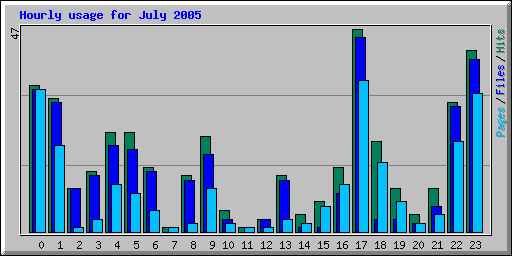 Hourly usage for July 2005
47
Pages/Files/Hits
0 1 2 3 4 5 6 7 8 9 10 11 12 13 14 15 16 17 18 19 20 21 22 23